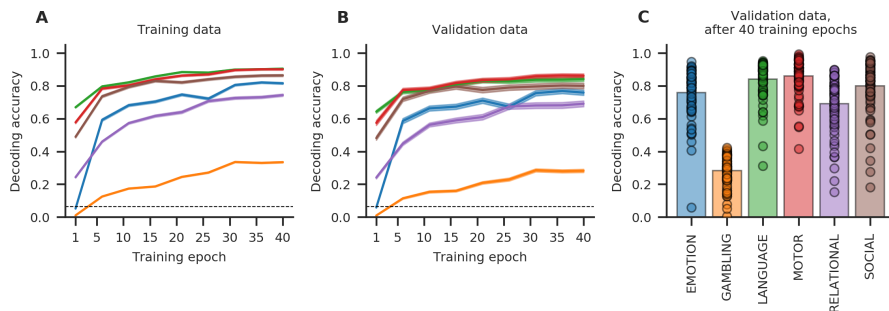 A
Training data
Decoding accuracy
1.0
0.8
0.6
0.4
0.2
0.0
1 5 10 15 20 25 30 35 40
Training epoch
B
Validation data
Decoding accuracy
1.0
0.8
0.6
0.4
0.2
0.0
1 5 10 15 20 25 30 35 40
Training epoch
C
Validation data,
after 40 training epochs
Decoding accuracy
1.0
0.8
0.6
0.4
0.2
0.0
EMOTION
GAMBLING
LANGUAGE
MOTOR
RELATIONAL
SOCIAL